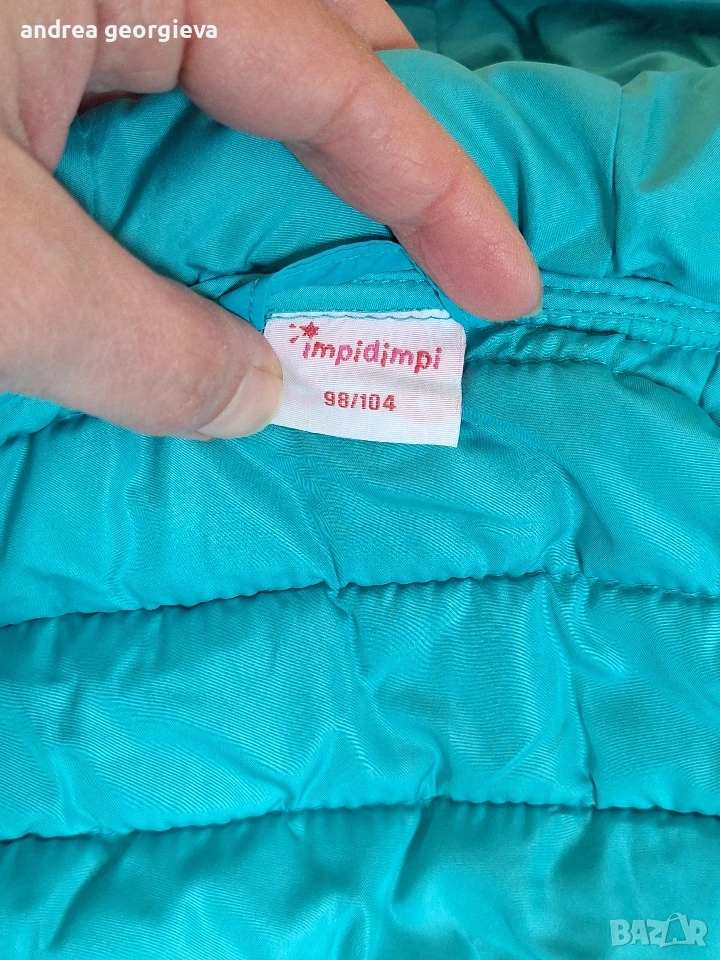 andrea georgieva
impidimpi
98/104
BAZAR